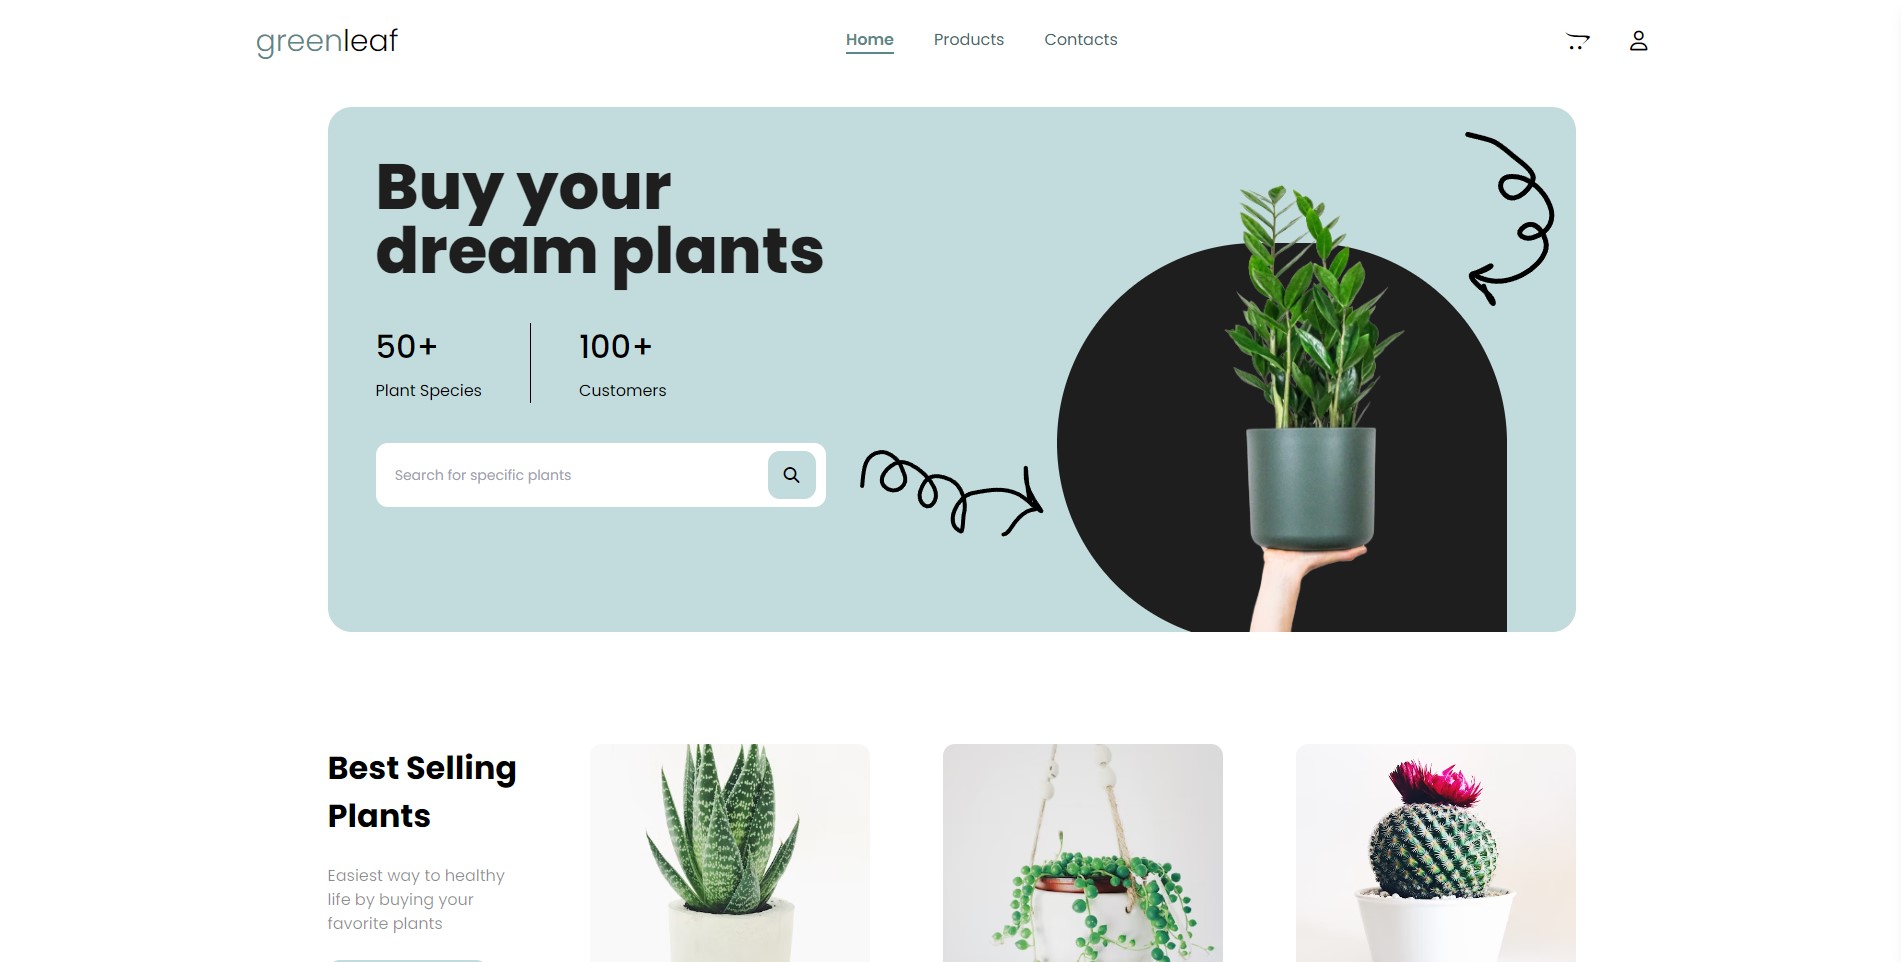 greenleaf
Home
Products
Contacts
Buy your
dream plants
50+
100+
Plant Species
Customers
Search for specific plants
Best Selling
Plants
Easiest way to healthy
life by buying your
favorite plants